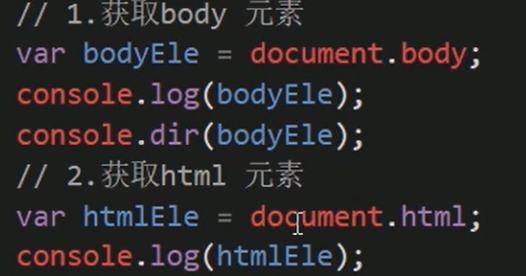 // 1.获取body 元素
var bodyEle = document.body;
console.log(bodyEle);
console.dir(bodyEle);
// 2.获取html 元素
var htmlEle = document.html;
console.log(htmlEle);